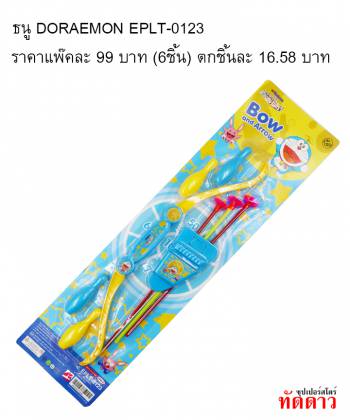 ธนู DORAEMON EPLT-0123
ราคาแพ๊คละ 99 บาท (6ชิ้น) ตกชิ้นละ 16.58 บาท
Bow
and Arrow
ซุปเปอร์สโตร์
ทัดดาว